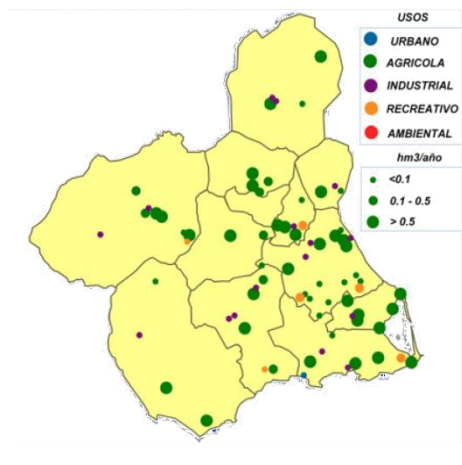 USOS
URBANO
AGRICOLA
INDUSTRIAL
RECREATIVO
AMBIENTAL
hm3/año
<0.1
0.1 - 0.5
> 0.5